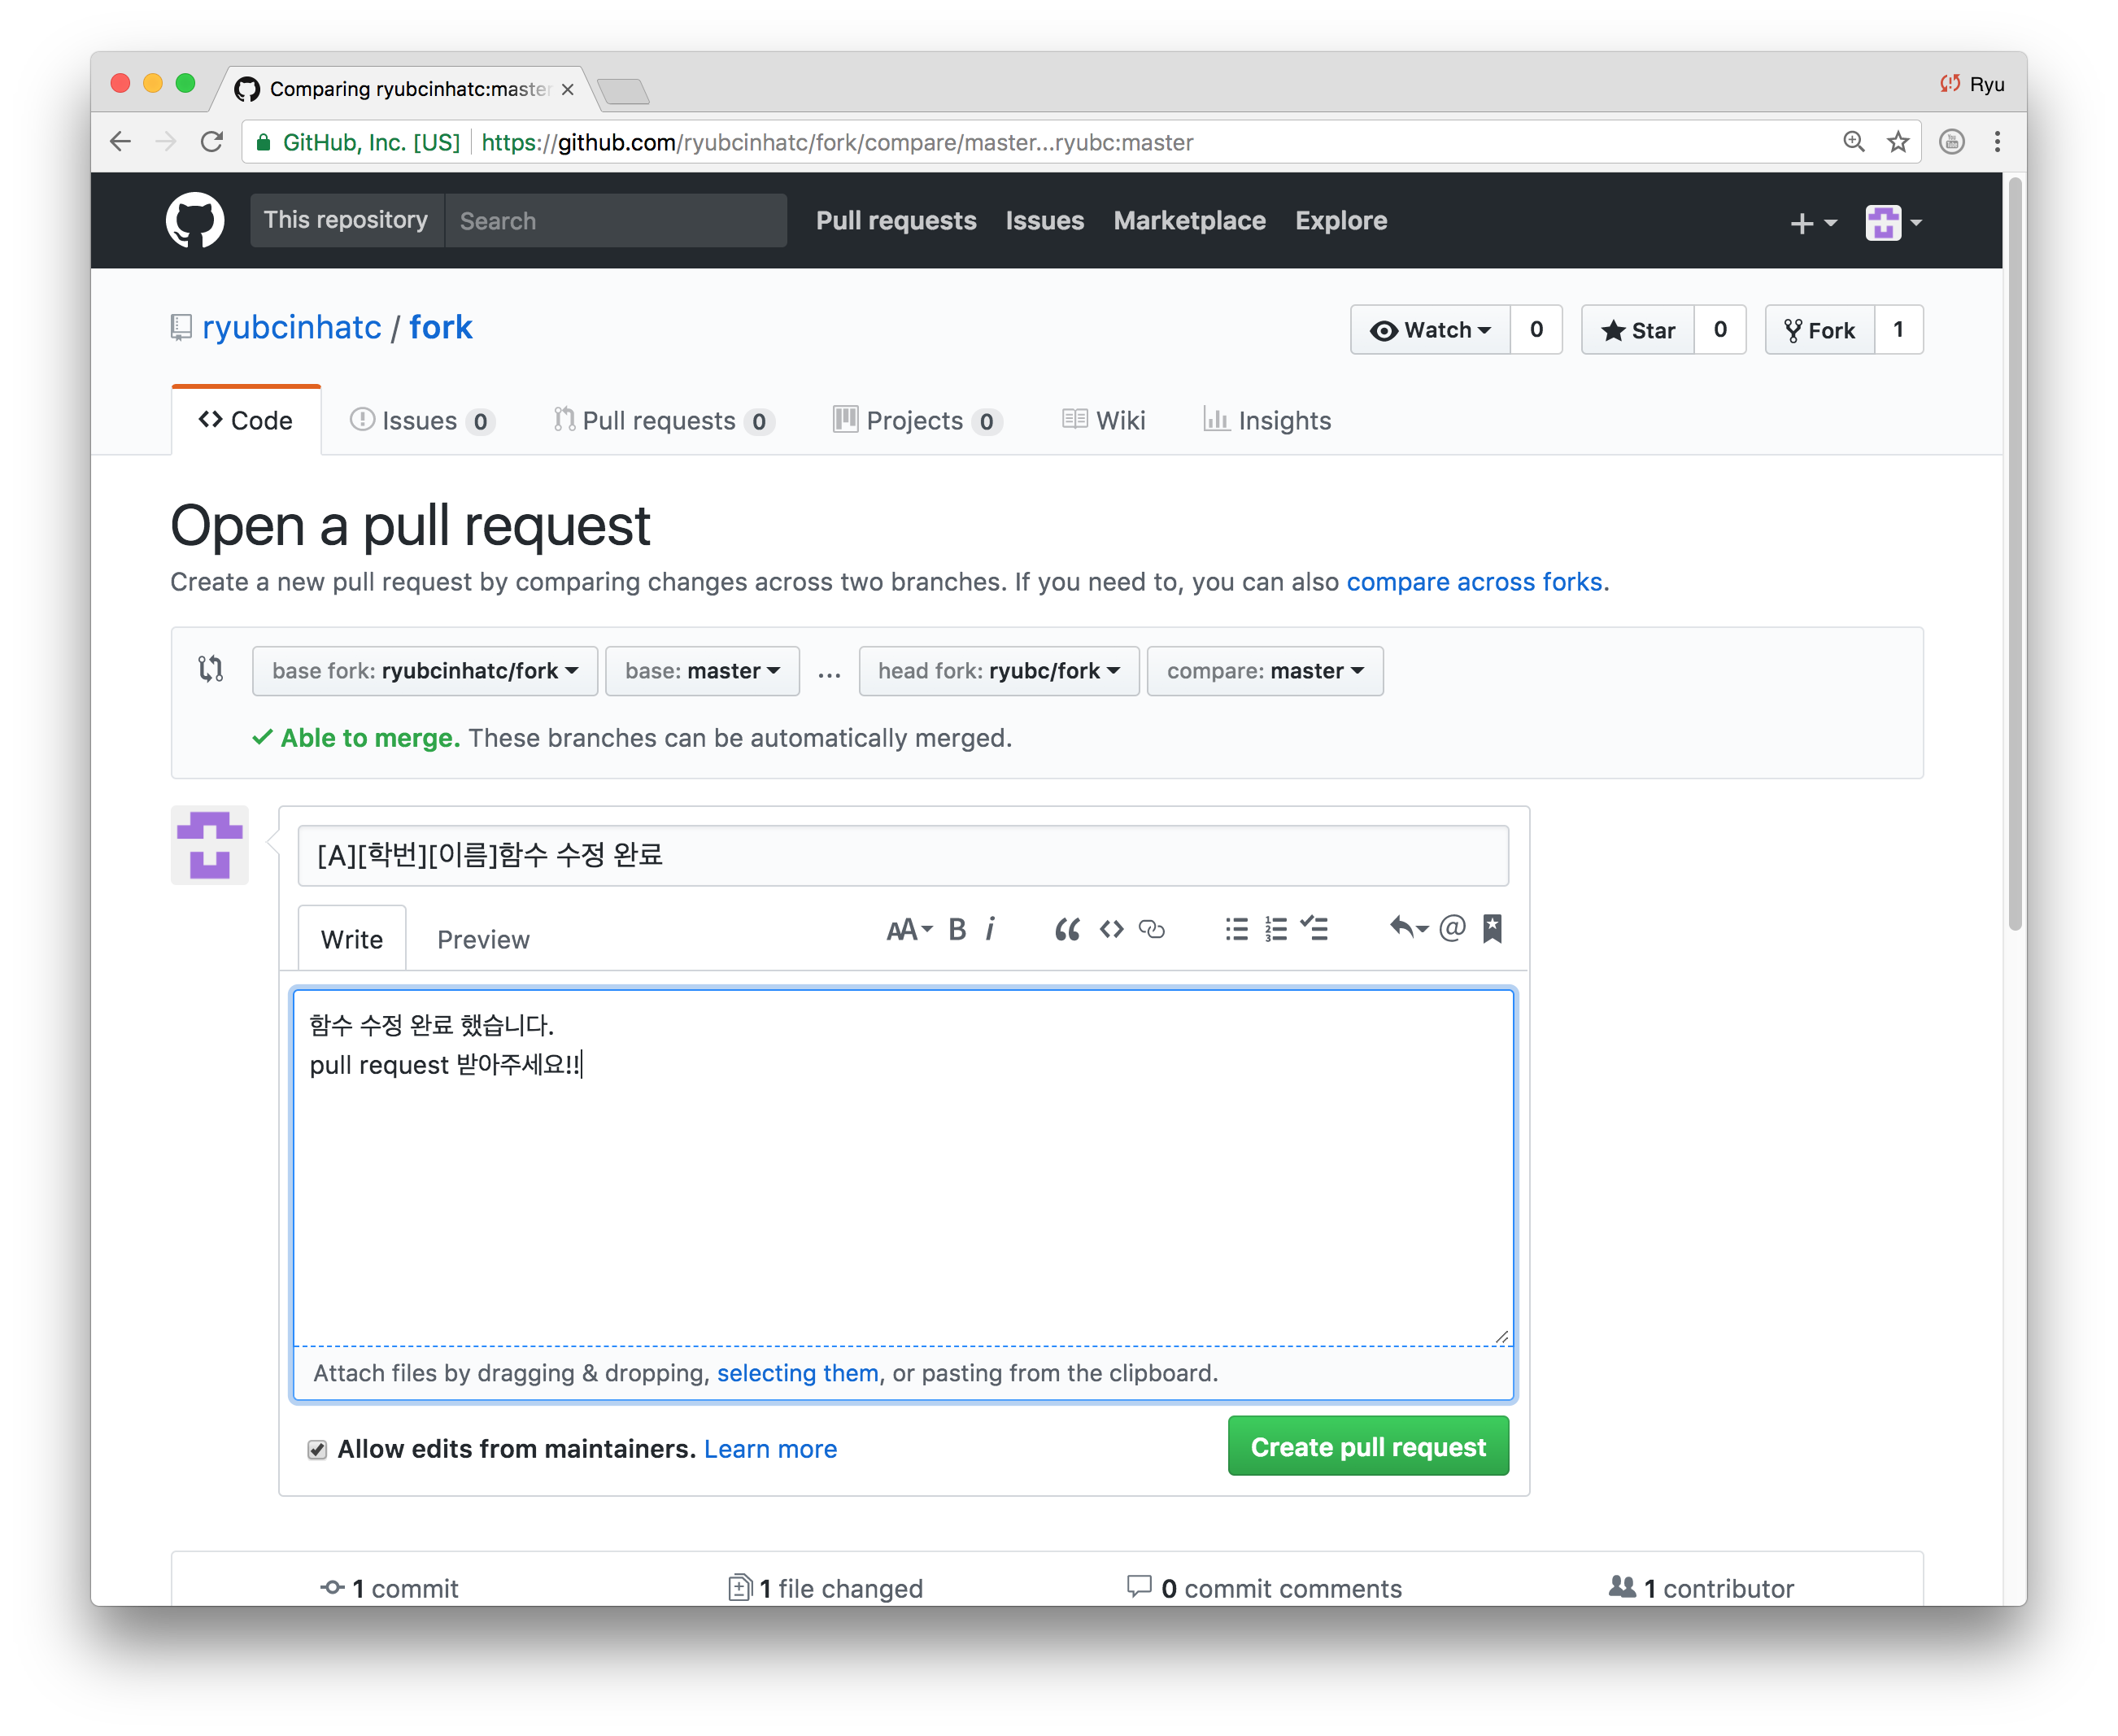 Comparing ryubcinhatc:master
Ryu
GitHub, Inc. [US] https://github.com/ryubcinhatc/fork/compare/master...ryubc:master
This repository Search Pull requests Issues Marketplace Explore
ryubcinhatc / fork
Watch 0 Star 0 Fork 1
Code Issues 0 Pull requests 0 Projects 0 Wiki Insights
Open a pull request
Create a new pull request by comparing changes across two branches. If you need to, you can also compare across forks.
base fork: ryubcinhatc/fork base: master ... head fork: ryubc/fork compare: master
Able to merge. These branches can be automatically merged.
[A][학번][이름]함수 수정 완료
Write Preview AA B i
함수 수정 완료 했습니다.
pull request 받아주세요!!
Attach files by dragging & dropping, selecting them, or pasting from the clipboard.
Allow edits from maintainers. Learn more
Create pull request
1 commit 1 file changed 0 commit comments 1 contributor